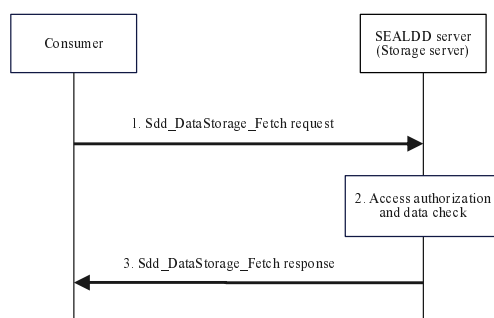 Consumer
SEALDD server
(Storage server)
1. Sdd_DataStorage_Fetch request
2. Access authorization
and data check
3. Sdd_DataStorage_Fetch response